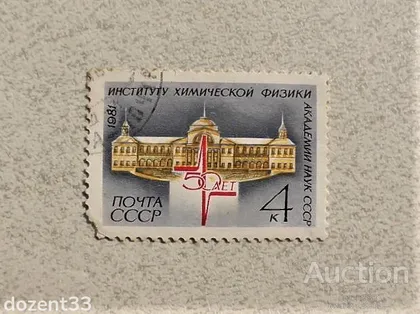 ИНСТИТУТУ ХИМИЧЕСКОЙ ФИЗИКИ
АКАДЕМИИ НАУК СССР
1981
50 ЛЕТ
ПОЧТА
СССР
4
К
Auction
dozent33